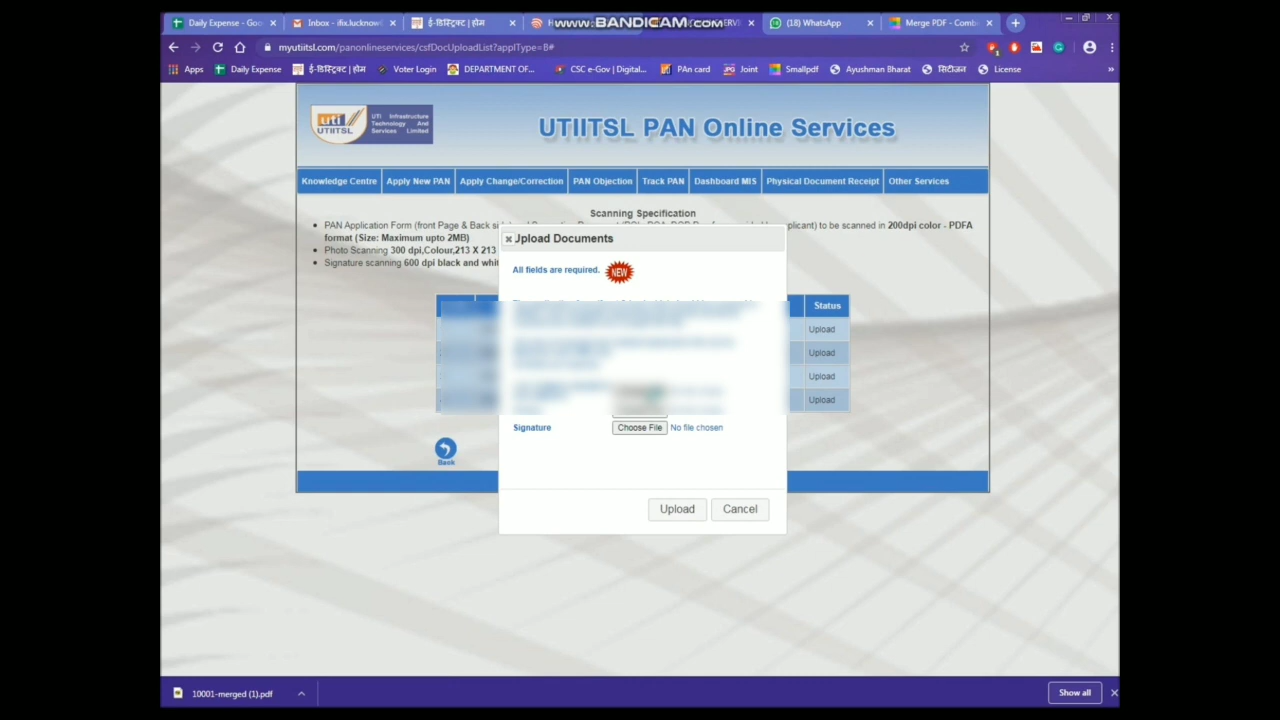 Daily Expense - Goo
Inbox - ifix.lucknow
ई-डिस्ट्रिक्ट | होम
H
www.BANDICAM.com
ERVI
(18) WhatsApp
Merge PDF - Comb
myutiitsl.com/panonlineservices/csfDocUploadList?applType=B#
Apps
Daily Expense
ई-डिस्ट्रिक्ट | होम
Voter Login
DEPARTMENT OF...
CSC e-Gov | Digital...
PAn card
Joint
Smallpdf
Ayushman Bharat
सिटीजन
License
uti
UTIITSL
UTI Infrastructure
Technology And
Services Limited
UTIITSL PAN Online Services
Knowledge Centre
Apply New PAN
Apply Change/Correction
PAN Objection
Track PAN
Dashboard MIS
Physical Document Receipt
Other Services
Scanning Specification
PAN Application Form (front Page & Back side) plicant) to be scanned in 200dpi color - PDFA
format (Size: Maximum upto 2MB)
Photo Scanning 300 dpi,Colour,213 X 213
Signature scanning 600 dpi black and whit
Upload Documents
All fields are required.
NEW
Status
Upload
Upload
Upload
Upload
Signature
Choose File
No file chosen
Back
Upload
Cancel
10001-merged (1).pdf
Show all